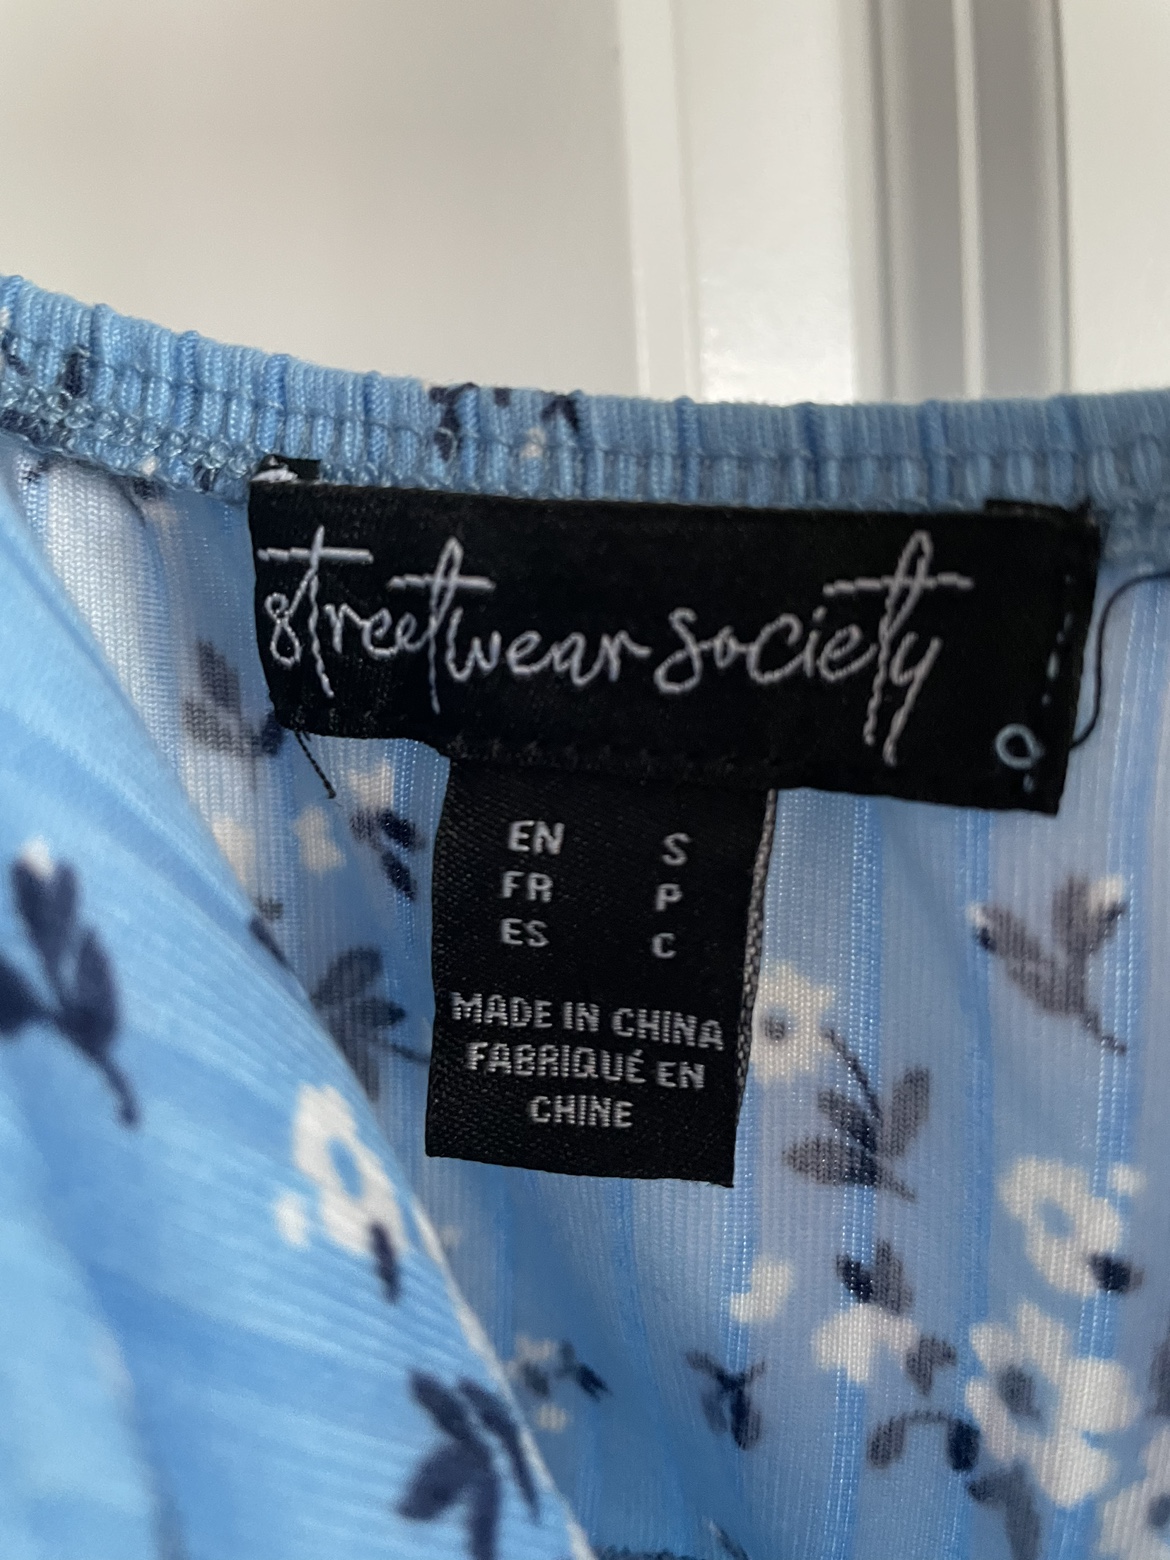 streetwear society
EN S
FR P
ES C
MADE IN CHINA
FABRIQUÉ EN
CHINE